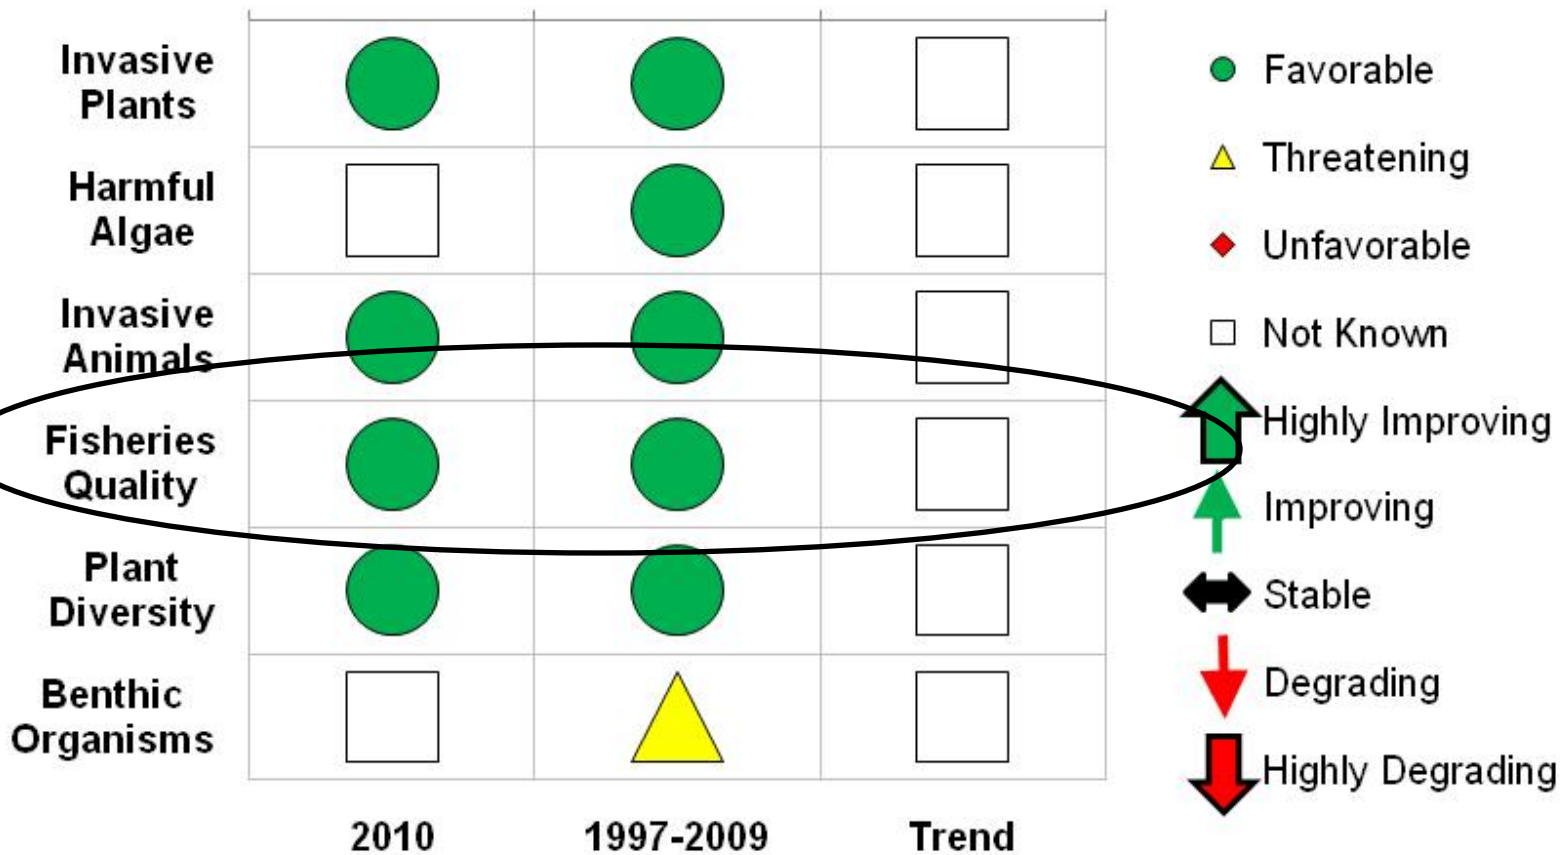 Invasive
Plants
Harmful
Algae
Invasive
Animals
Fisheries
Quality
Plant
Diversity
Benthic
Organisms
2010
1997-2009
Trend
Favorable
Threatening
Unfavorable
Not Known
Highly Improving
Improving
Stable
Degrading
Highly Degrading